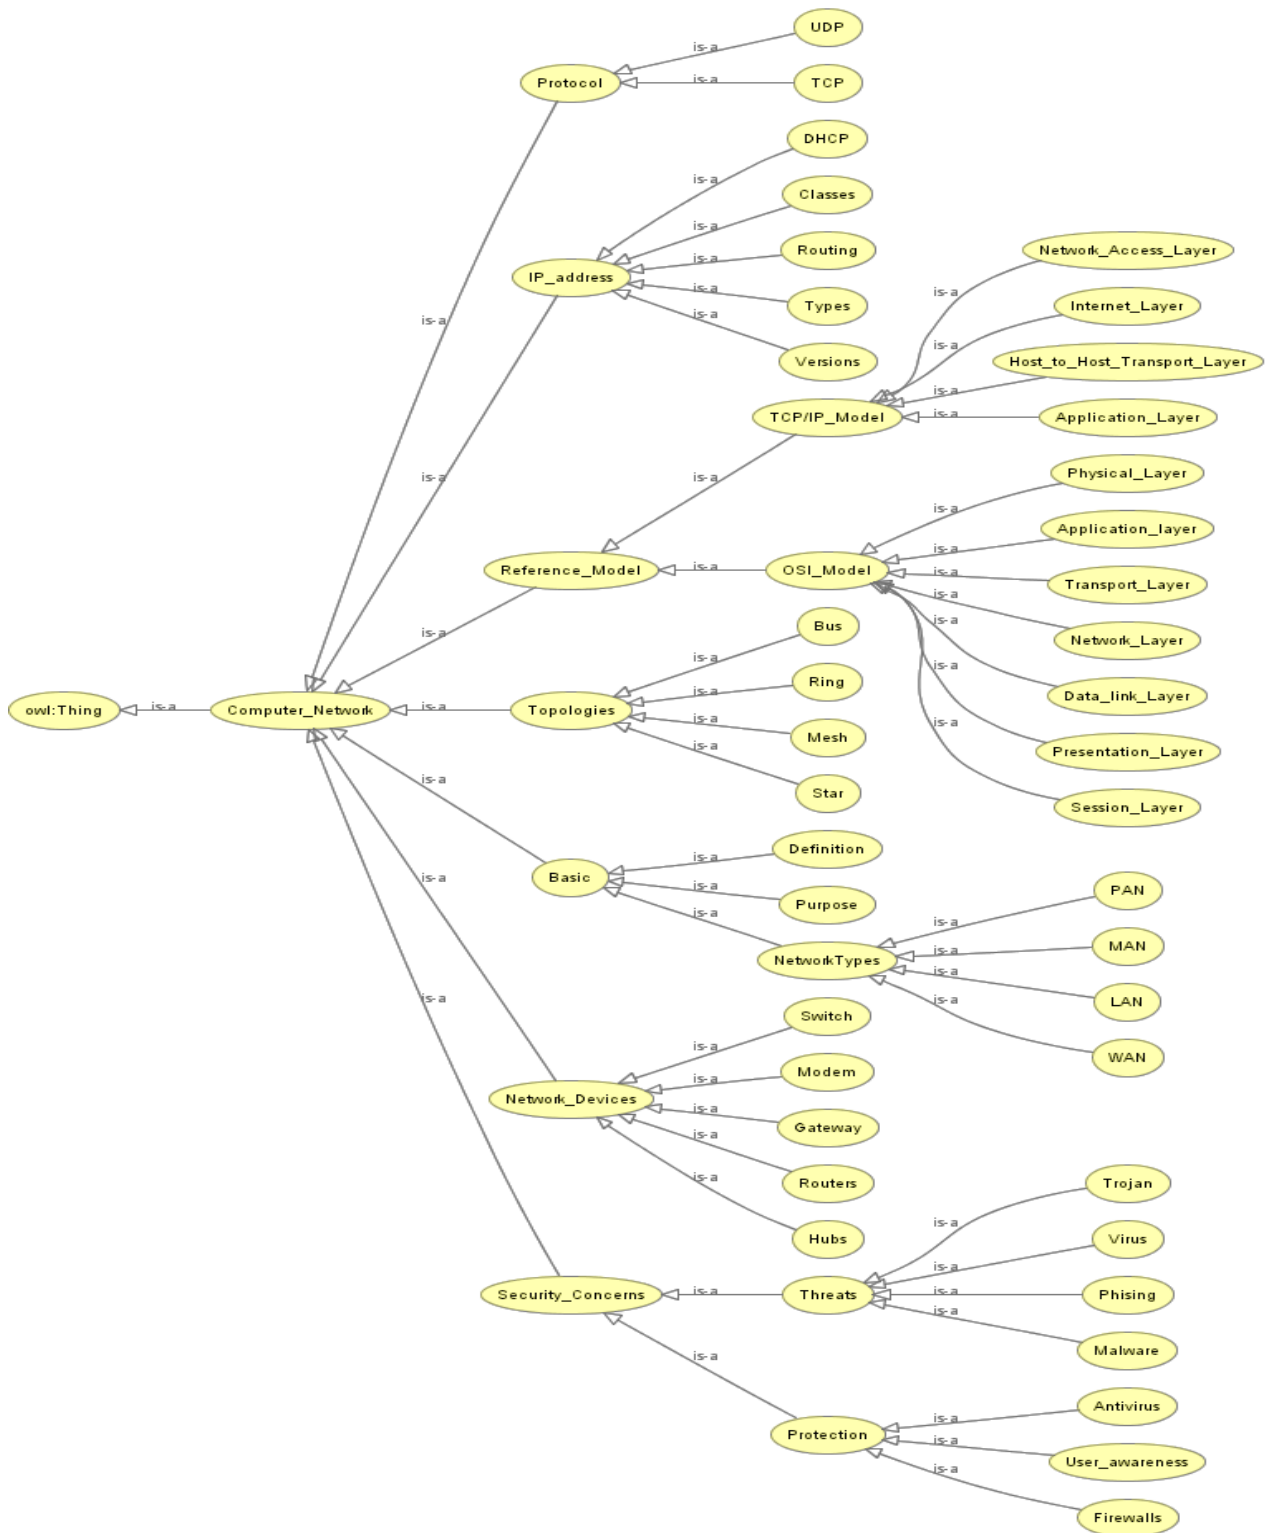 UDP
is-a
Protocol
is-a
TCP
DHCP
is-a
Classes
is-a
Routing
IP_address
is-a
is-a
Types
is-a
Versions
is-a
Network_Access_Layer
is-a
Internet_Layer
is-a
Host_to_Host_Transport_Layer
is-a
TCP/IP_Model
is-a
Application_Layer
is-a
is-a
Physical_Layer
is-a
Application_layer
is-a
Reference_Model
is-a
OSI_Model
Transport_Layer
is-a
is-a
Network_Layer
is-a
Data_link_Layer
is-a
Presentation_Layer
is-a
Session_Layer
is-a
Bus
is-a
Ring
is-a
owl:Thing
is-a
Computer_Network
is-a
Topologies
Mesh
is-a
Star
is-a
is-a
Definition
is-a
Basic
Purpose
is-a
NetworkTypes
is-a
PAN
is-a
MAN
is-a
LAN
is-a
WAN
is-a
is-a
Switch
is-a
Modem
is-a
Network_Devices
Gateway
is-a
Routers
is-a
Hubs
is-a
is-a
Trojan
is-a
Virus
is-a
Security_Concerns
is-a
Threats
Phising
is-a
Malware
is-a
is-a
Protection
Antivirus
is-a
User_awareness
is-a
Firewalls
is-a